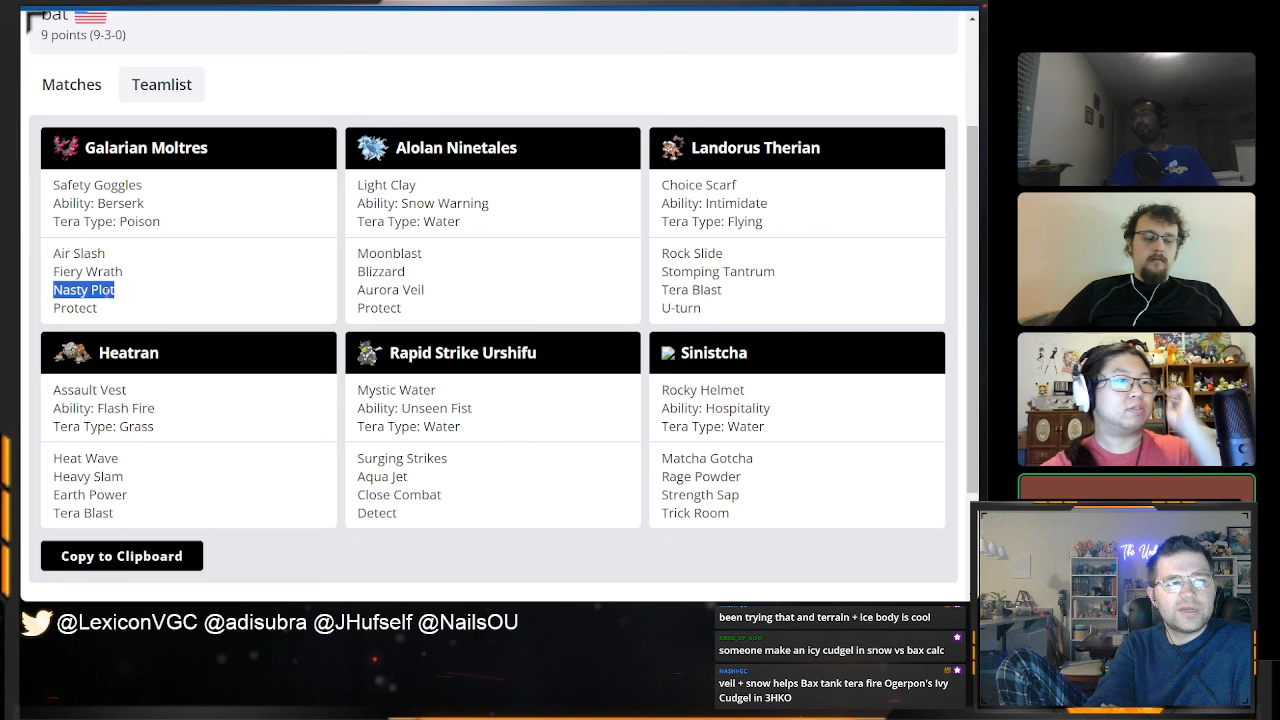 bat
9 points (9-3-0)
Matches
Teamlist
Galarian Moltres
Safety Goggles
Ability: Berserk
Tera Type: Poison
Air Slash
Fiery Wrath
Nasty Plot
Protect
Alolan Ninetales
Light Clay
Ability: Snow Warning
Tera Type: Water
Moonblast
Blizzard
Aurora Veil
Protect
Landorus Therian
Choice Scarf
Ability: Intimidate
Tera Type: Flying
Rock Slide
Stomping Tantrum
Tera Blast
U-turn
Heatran
Assault Vest
Ability: Flash Fire
Tera Type: Grass
Heat Wave
Heavy Slam
Earth Power
Tera Blast
Rapid Strike Urshifu
Mystic Water
Ability: Unseen Fist
Tera Type: Water
Surging Strikes
Aqua Jet
Close Combat
Detect
Sinistcha
Rocky Helmet
Ability: Hospitality
Tera Type: Water
Matcha Gotcha
Rage Powder
Strength Sap
Trick Room
Copy to Clipboard
@LexiconVGC @adisubra @JHufself @NailsOU
been trying that and terrain + ice body is cool
someone make an icy cudgel in snow vs bax calc
NASHVGC
veil + snow helps Bax tank tera fire Ogerpon's Ivy
Cudgel in 3HKO
The